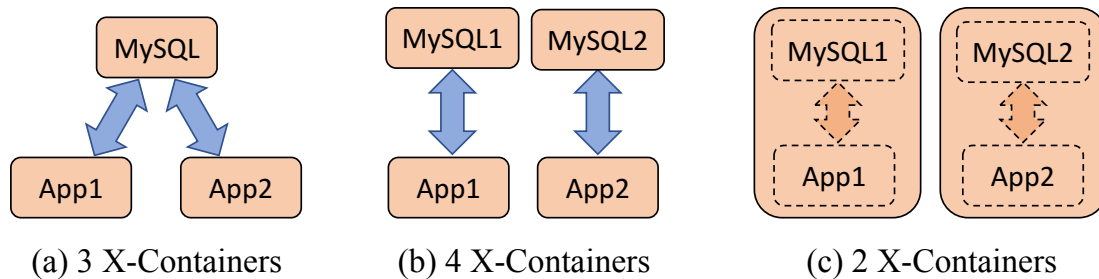 MySQL
App1 App2
(a) 3 X-Containers
MySQL1 MySQL2
App1 App2
(b) 4 X-Containers
MySQL1 MySQL2
App1 App2
(c) 2 X-Containers